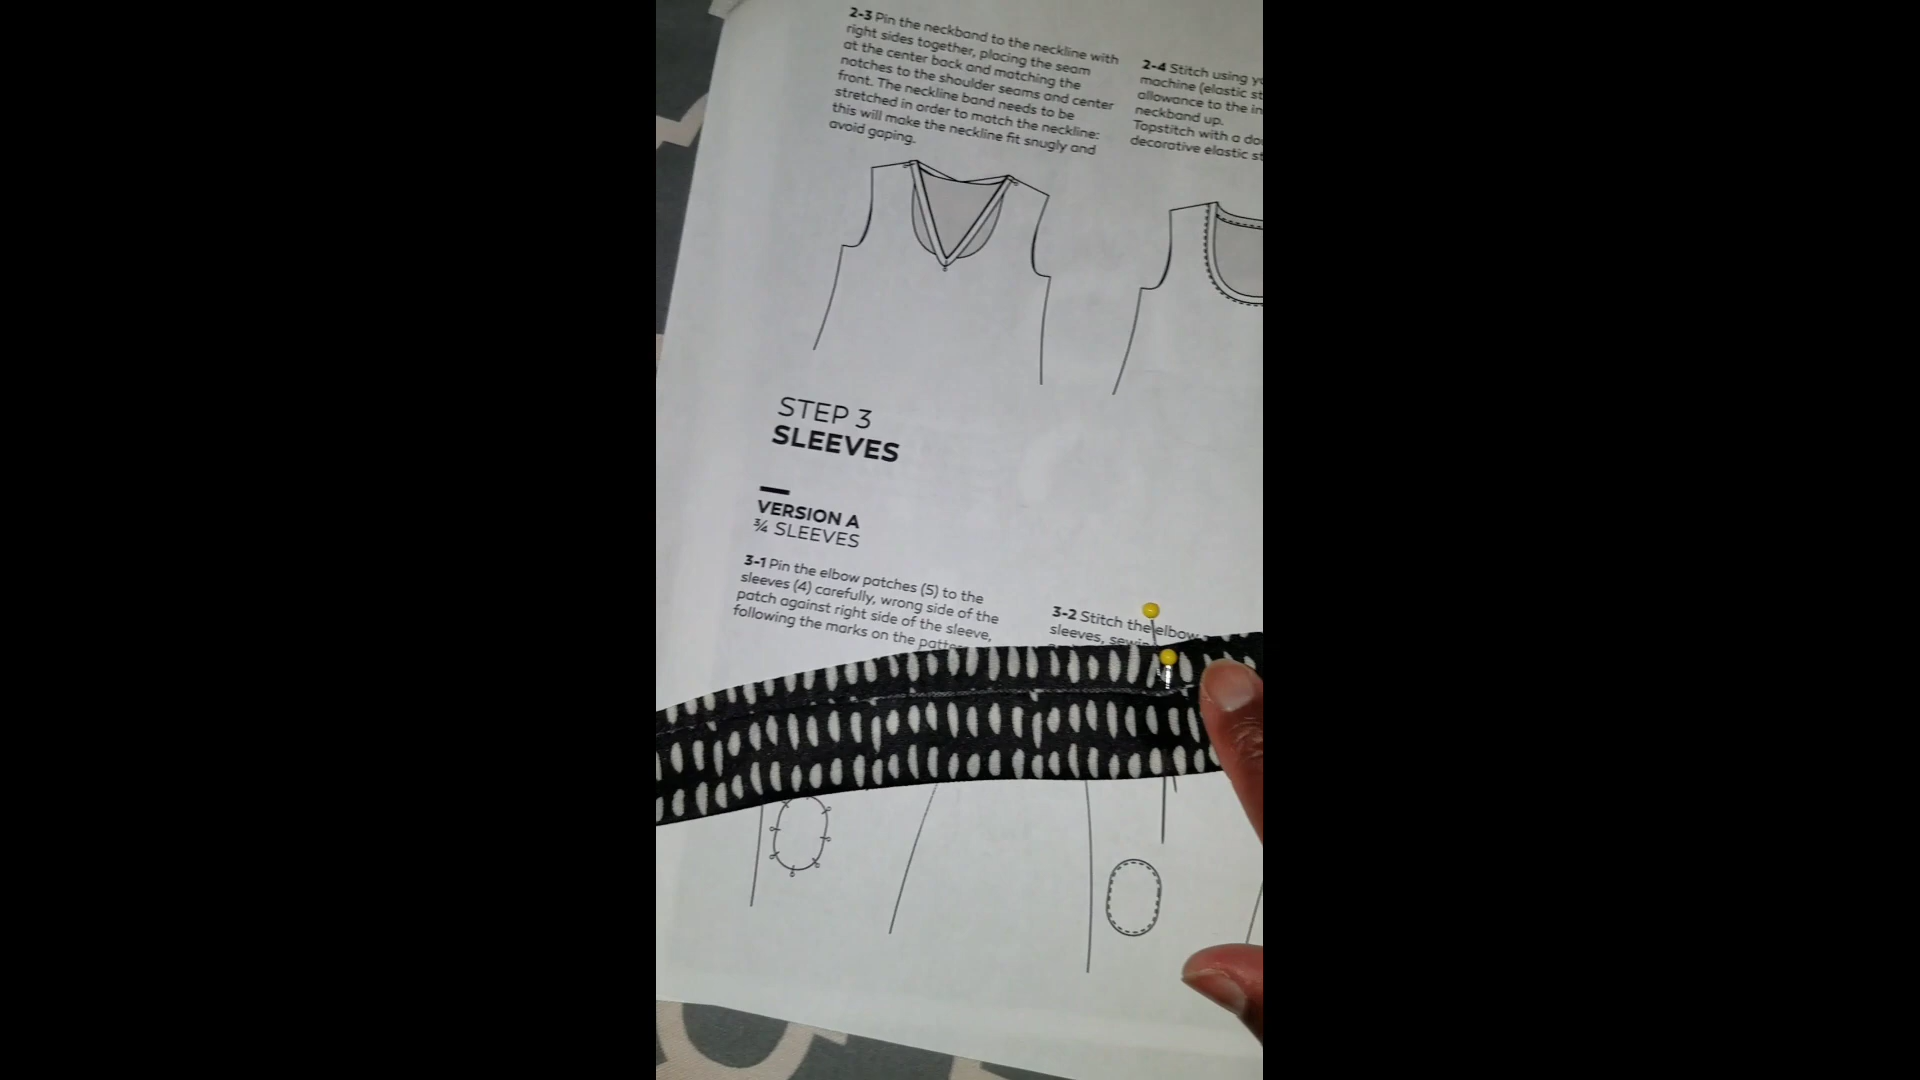 2-3 Pin the neckband to the neckline with
right sides together, placing the seam
at the center back and matching the
notches to the shoulder seams and center
front. The neckline band needs to be
stretched in order to match the neckline:
this will make the neckline fit snugly and
avoid gaping.
2-4 Stitch using
machine (elastic
allowance to the
neckband up.
Topstitch with a
decorative elastic
STEP 3
SLEEVES
VERSION A
¾ SLEEVES
3-1 Pin the elbow patches (5) to the
sleeves (4) carefully, wrong side of the
patch against right side of the sleeve,
following the marks on the
3-2 Stitch the elbow
sleeves,